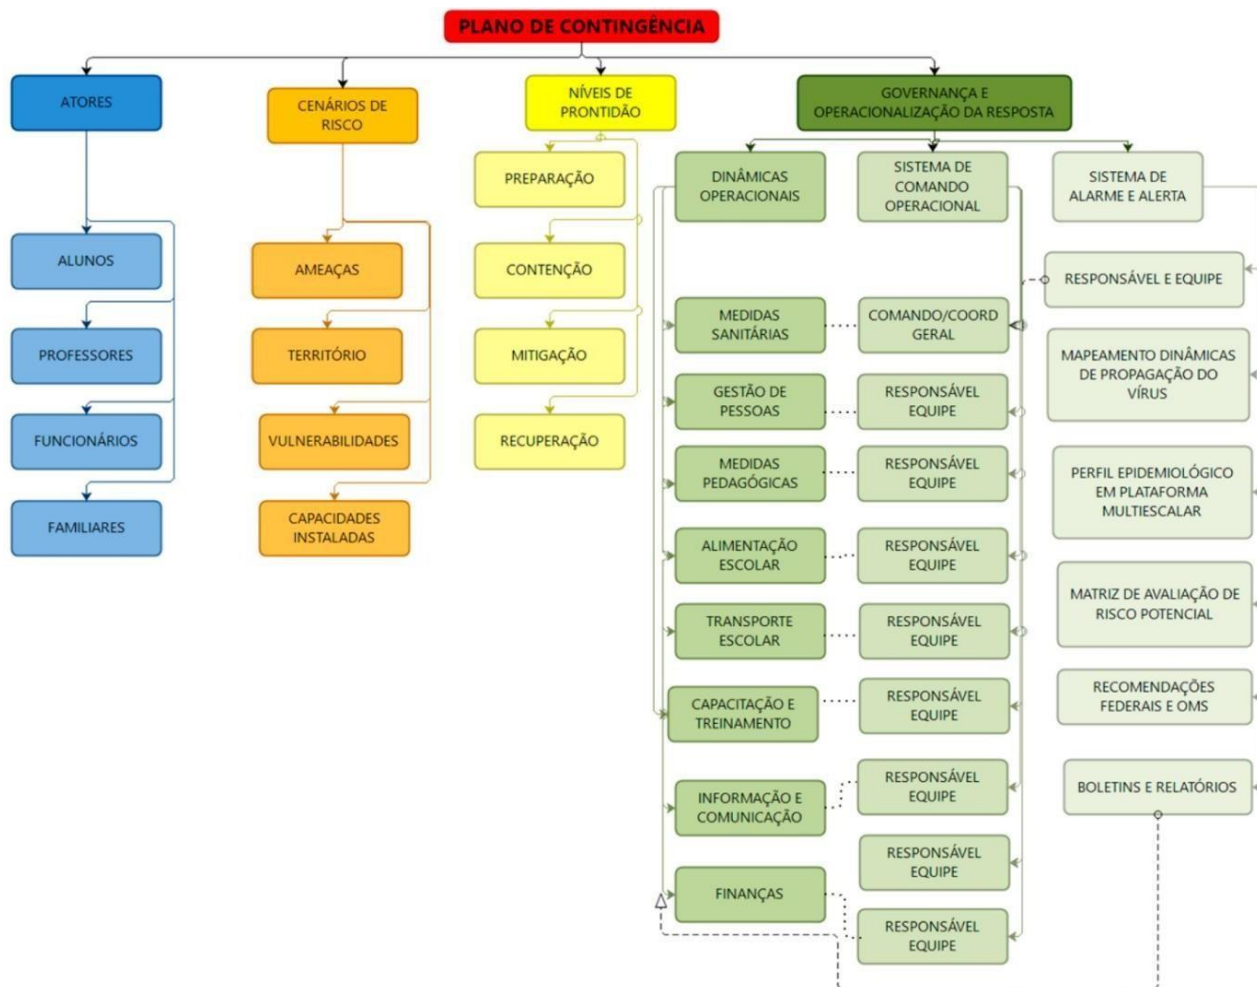 PLANO DE CONTINGÊNCIA
ATORES
ALUNOS
PROFESSORES
FUNCIONÁRIOS
FAMILIARES
CENÁRIOS DE
RISCO
AMEAÇAS
TERRITÓRIO
VULNERABILIDADES
CAPACIDADES
INSTALADAS
NÍVEIS DE
PRONTIDÃO
PREPARAÇÃO
CONTENÇÃO
MITIGAÇÃO
RECUPERAÇÃO
GOVERNANÇA E
OPERACIONALIZAÇÃO DA RESPOSTA
DINÂMICAS
OPERACIONAIS
MEDIDAS
SANITÁRIAS
GESTÃO DE
PESSOAS
MEDIDAS
PEDAGÓGICAS
ALIMENTAÇÃO
ESCOLAR
TRANSPORTE
ESCOLAR
CAPACITAÇÃO E
TREINAMENTO
INFORMAÇÃO E
COMUNICAÇÃO
FINANÇAS
SISTEMA DE
COMANDO
OPERACIONAL
COMANDO/COORD
GERAL
RESPONSÁVEL
EQUIPE
RESPONSÁVEL
EQUIPE
RESPONSÁVEL
EQUIPE
RESPONSÁVEL
EQUIPE
RESPONSÁVEL
EQUIPE
RESPONSÁVEL
EQUIPE
RESPONSÁVEL
EQUIPE
RESPONSÁVEL
EQUIPE
SISTEMA DE
ALARME E ALERTA
RESPONSÁVEL E EQUIPE
MAPEAMENTO DINÂMICAS
DE PROPAGAÇÃO DO
VÍRUS
PERFIL EPIDEMIOLÓGICO
EM PLATAFORMA
MULTIESCALAR
MATRIZ DE AVALIAÇÃO DE
RISCO POTENCIAL
RECOMENDAÇÕES
FEDERAIS E OMS
BOLETINS E RELATÓRIOS